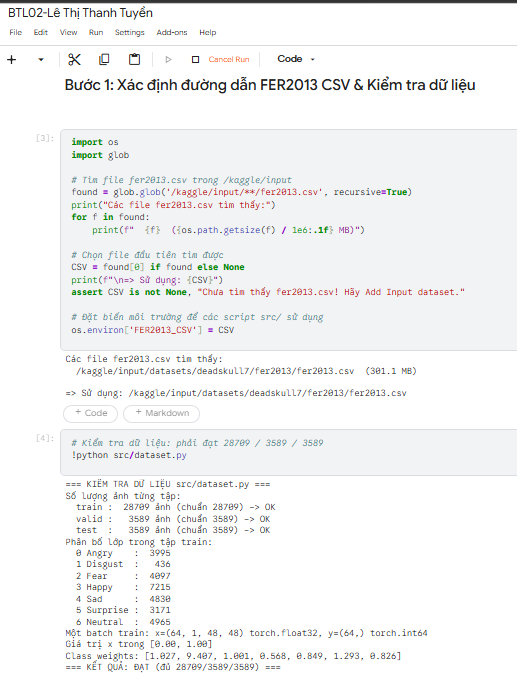 BTL02-Lê Thị Thanh Tuyền
File Edit View Run Settings Add-ons Help
Cancel Run Code
Bước 1: Xác định đường dẫn FER2013 CSV & Kiểm tra dữ liệu
[3]:
import os
import glob
# Tìm file fer2013.csv trong /kaggle/input
found = glob.glob('/kaggle/input/**/fer2013.csv', recursive=True)
print("Các file fer2013.csv tìm thấy:")
for f in found:
    print(f"  {f}  ({os.path.getsize(f) / 1e6:.1f} MB)")
# Chọn file đầu tiên tìm được
CSV = found[0] if found else None
print(f"\n=> Sử dụng: {CSV}")
assert CSV is not None, "Chưa tìm thấy fer2013.csv! Hãy Add Input dataset."
# Đặt biến môi trường để các script src/ sử dụng
os.environ['FER2013_CSV'] = CSV
Các file fer2013.csv tìm thấy:
  /kaggle/input/datasets/deadskull7/fer2013/fer2013.csv  (301.1 MB)
=> Sử dụng: /kaggle/input/datasets/deadskull7/fer2013/fer2013.csv
+ Code + Markdown
[4]:
# Kiểm tra dữ liệu: phải đạt 28709 / 3589 / 3589
!python src/dataset.py
=== KIỂM TRA DỮ LIỆU src/dataset.py ===
Số lượng ảnh từng tập:
  train :  28709 ảnh (chuẩn 28709) -> OK
  valid :   3589 ảnh (chuẩn 3589) -> OK
  test  :   3589 ảnh (chuẩn 3589) -> OK
Phân bố lớp trong tập train:
  0 Angry    :  3995
  1 Disgust  :   436
  2 Fear     :  4097
  3 Happy    :  7215
  4 Sad      :  4830
  5 Surprise :  3171
  6 Neutral  :  4965
Một batch train: x=(64, 1, 48, 48) torch.float32, y=(64,) torch.int64
Giá trị x trong [0.00, 1.00]
Class weights: [1.027, 9.407, 1.001, 0.568, 0.849, 1.293, 0.826]
=== KẾT QUẢ: ĐẠT (đủ 28709/3589/3589) ===